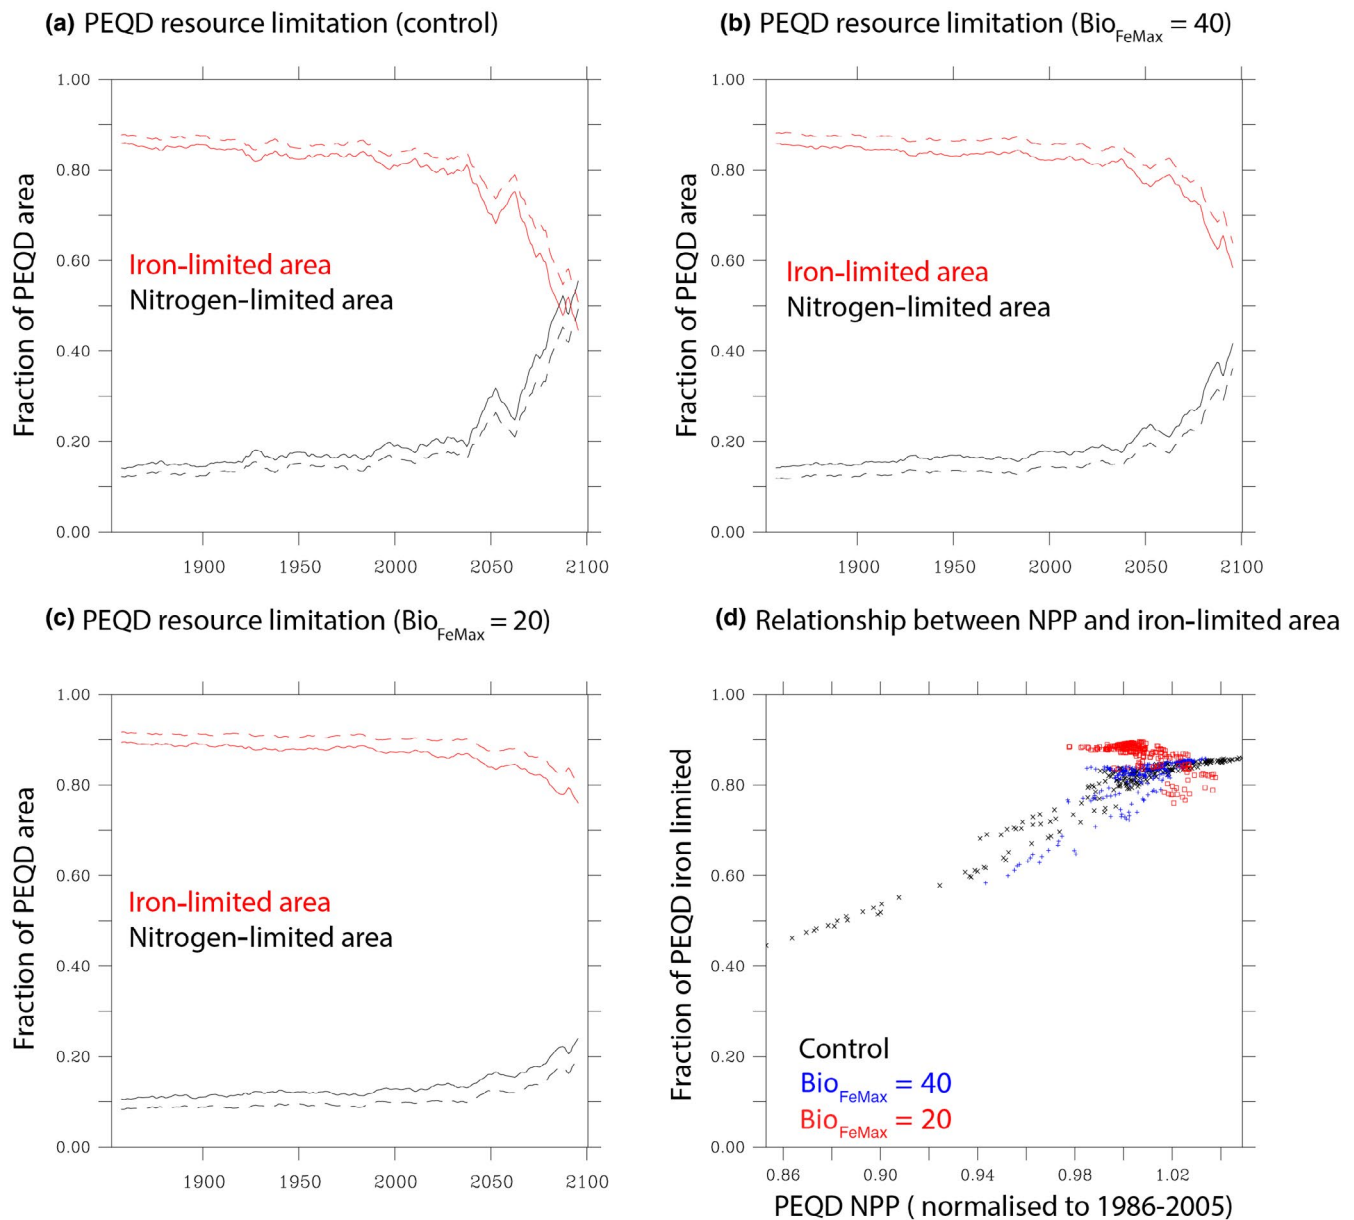 (a) PEQD resource limitation (control)
1.00
0.80
0.60
0.40
0.20
0.00
Fraction of PEQD area
Iron-limited area
Nitrogen-limited area
1900 1950 2000 2050 2100
(b) PEQD resource limitation (BioFeMax = 40)
1.00
0.80
0.60
0.40
0.20
0.00
Fraction of PEQD area
Iron-limited area
Nitrogen-limited area
1900 1950 2000 2050 2100
(c) PEQD resource limitation (BioFeMax = 20)
1.00
0.80
0.60
0.40
0.20
0.00
Fraction of PEQD area
Iron-limited area
Nitrogen-limited area
1900 1950 2000 2050 2100
(d) Relationship between NPP and iron-limited area
1.00
0.80
0.60
0.40
0.20
0.00
Fraction of PEQD iron limited
Control
BioFeMax = 40
BioFeMax = 20
0.86 0.90 0.94 0.98 1.02
PEQD NPP ( normalised to 1986-2005)